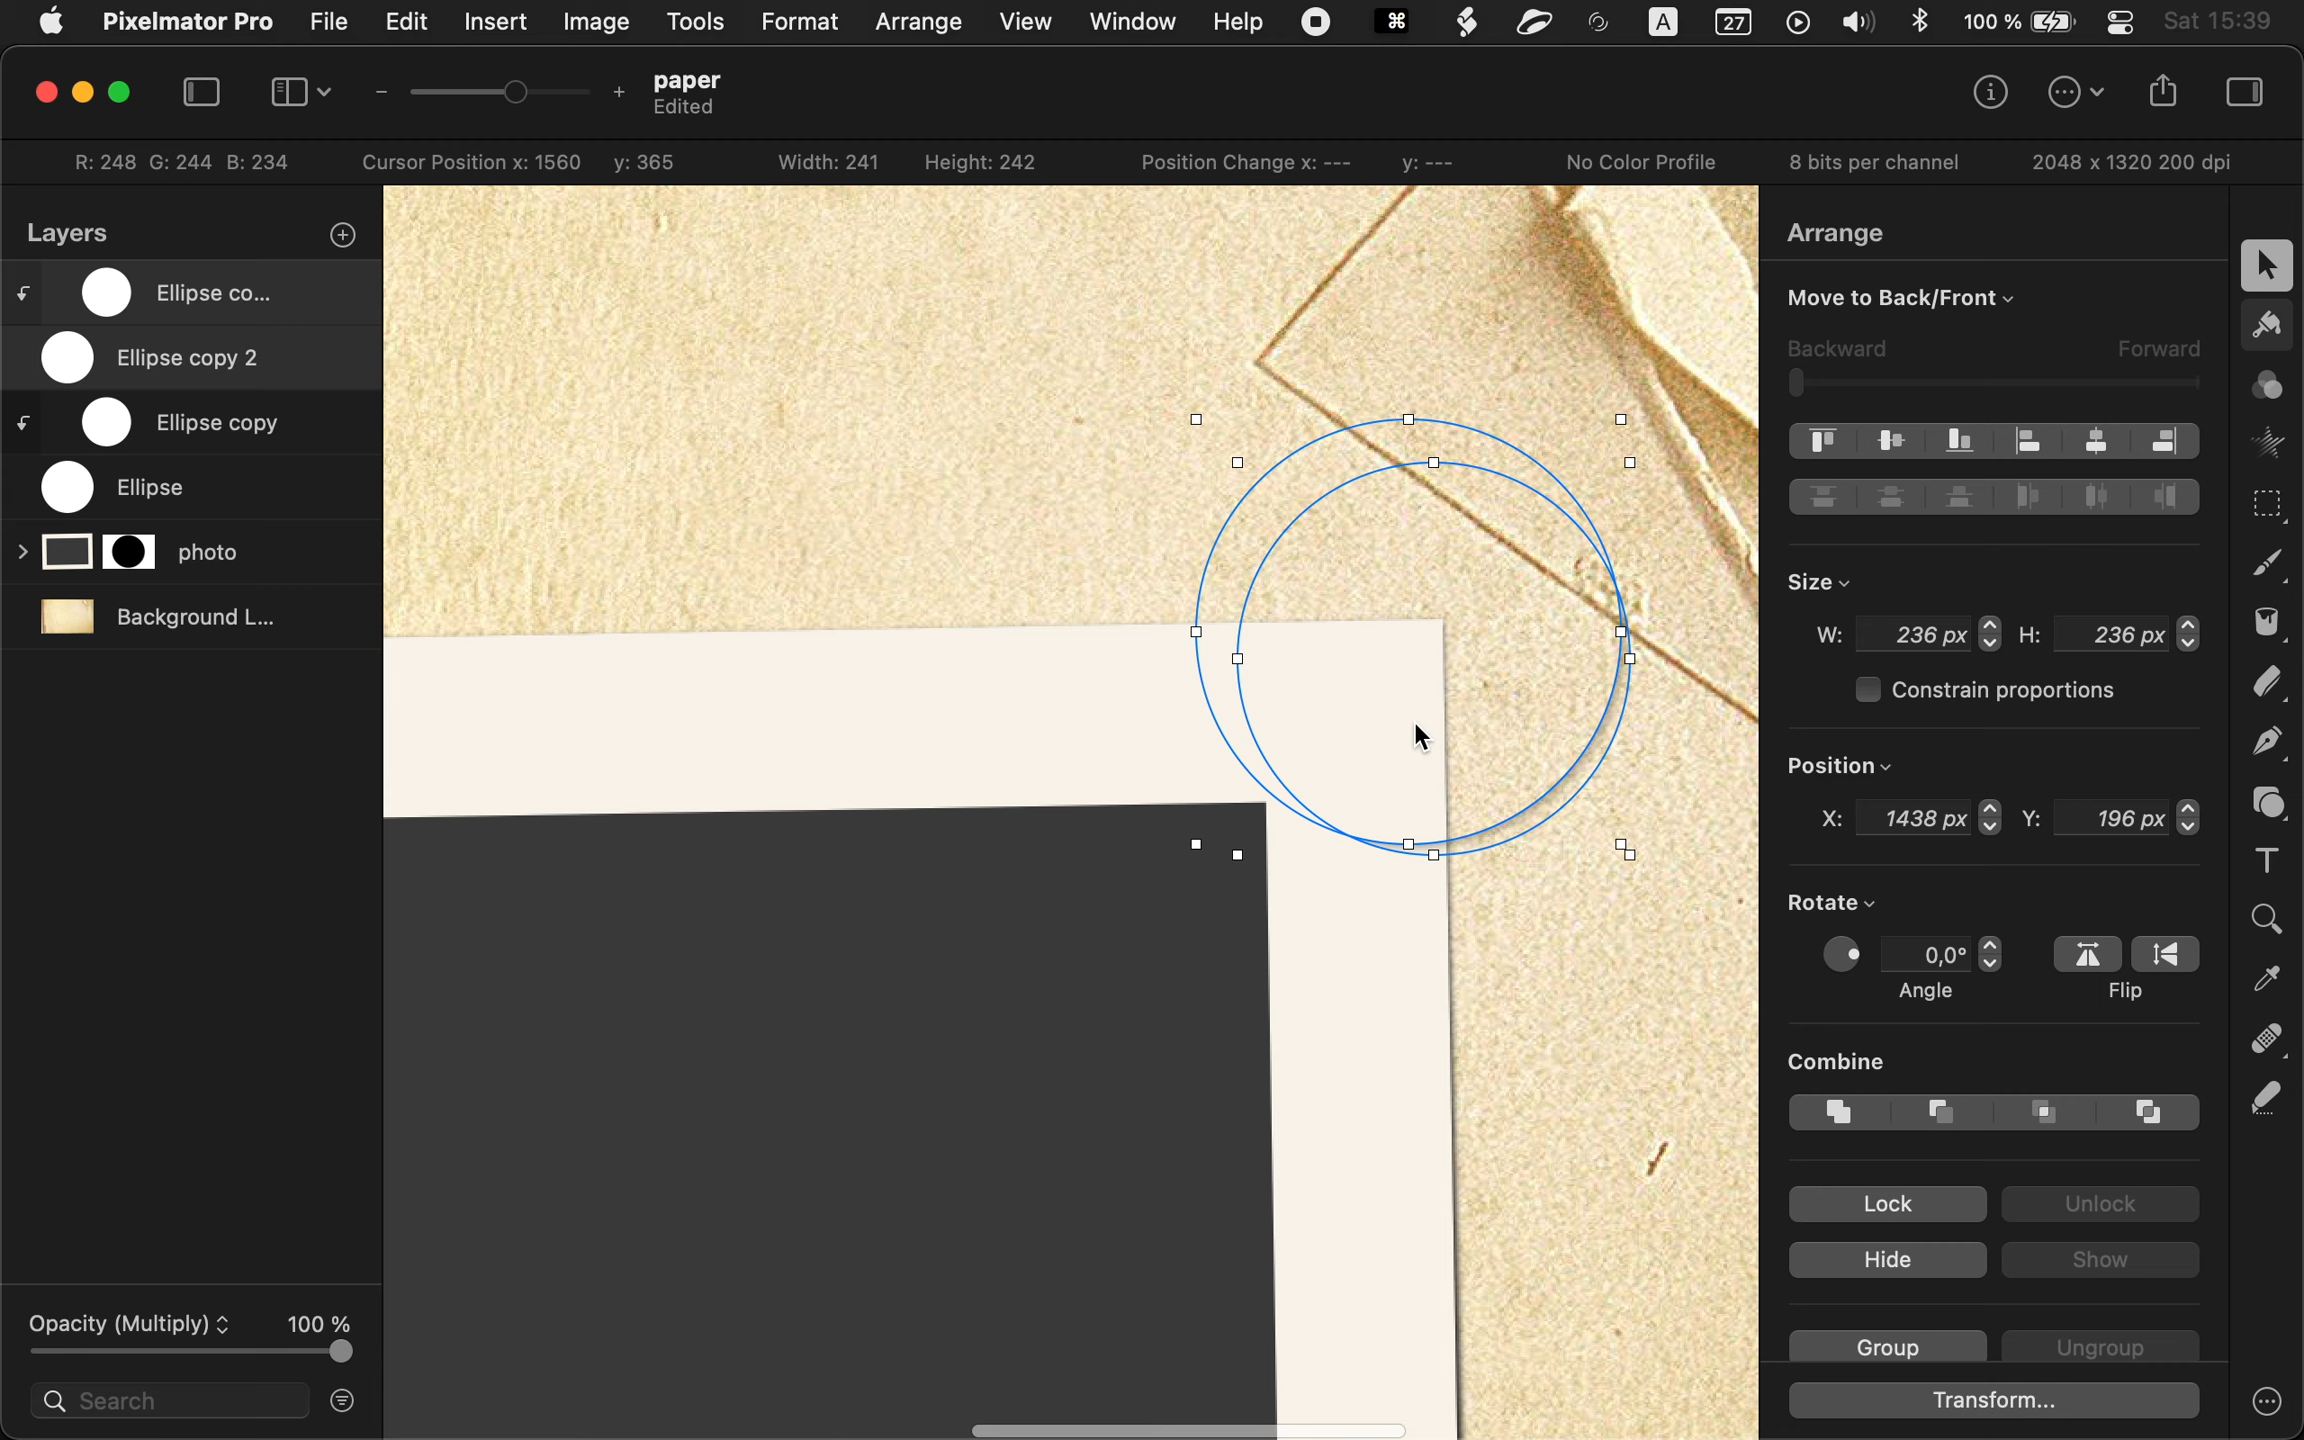 Pixelmator Pro File Edit Insert Image Tools Format Arrange View Window Help A 27 100 % Sat 15:39
paper
Edited
R: 248 G: 244 B: 234 Cursor Position x: 1560 y: 365 Width: 241 Height: 242 Position Change x: --- y: --- No Color Profile 8 bits per channel 2048 x 1320 200 dpi
Layers
Ellipse co...
Ellipse copy 2
Ellipse copy
Ellipse
photo
Background L...
Opacity (Multiply) 100 %
Search
Arrange
Move to Back/Front
Backward Forward
Size
W: 236 px H: 236 px
Constrain proportions
Position
X: 1438 px Y: 196 px
Rotate
0,0°
Angle Flip
Combine
Lock Unlock
Hide Show
Group Ungroup
Transform...